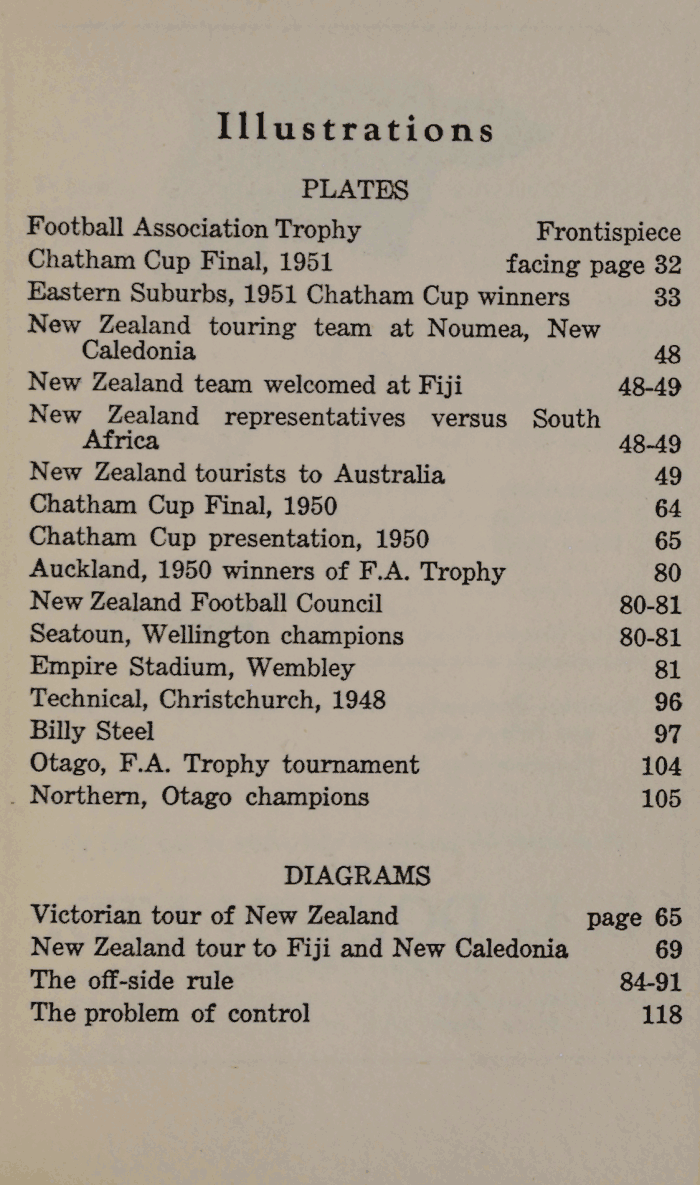 Illustrations
PLATES
Football Association Trophy Frontispiece
Chatham Cup Final, 1951 facing page 32
Eastern Suburbs, 1951 Chatham Cup winners 33
New Zealand touring team at Noumea, New
Caledonia 48
New Zealand team welcomed at Fiji 48-49
New Zealand representatives versus South
Africa 48-49
New Zealand tourists to Australia 49
Chatham Cup Final, 1950 64
Chatham Cup presentation, 1950 65
Auckland, 1950 winners of F.A. Trophy 80
New Zealand Football Council 80-81
Seatoun, Wellington champions 80-81
Empire Stadium, Wembley 81
Technical, Christchurch, 1948 96
Billy Steel 97
Otago, F.A. Trophy tournament 104
Northern, Otago champions 105
DIAGRAMS
Victorian tour of New Zealand page 65
New Zealand tour to Fiji and New Caledonia 69
The off-side rule 84-91
The problem of control 118